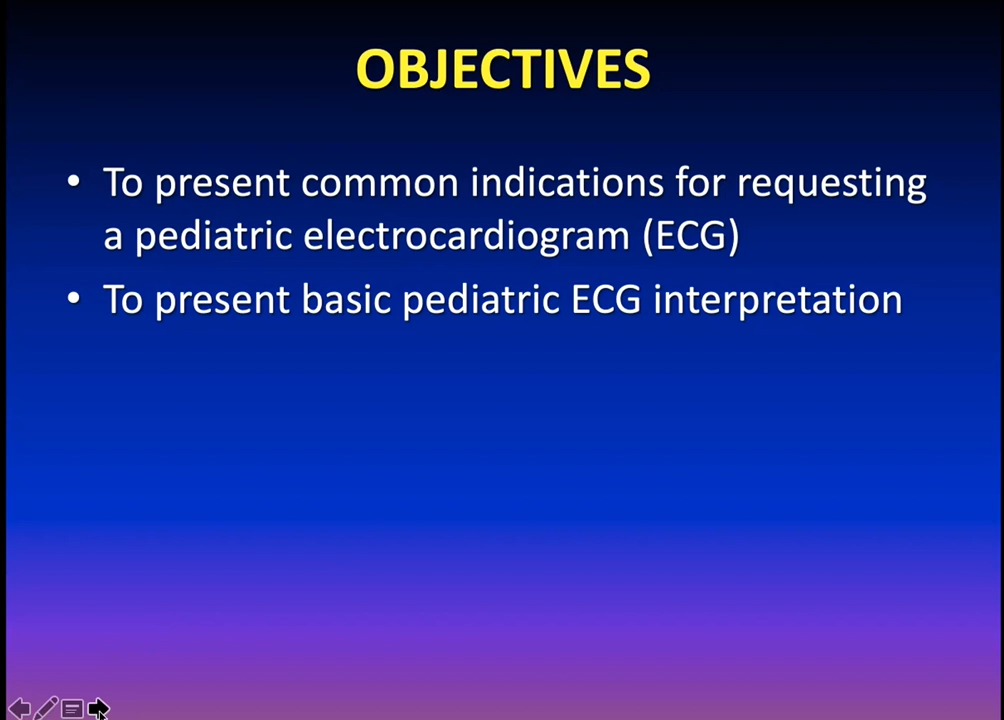 OBJECTIVES
• To present common indications for requesting
a pediatric electrocardiogram (ECG)
• To present basic pediatric ECG interpretation